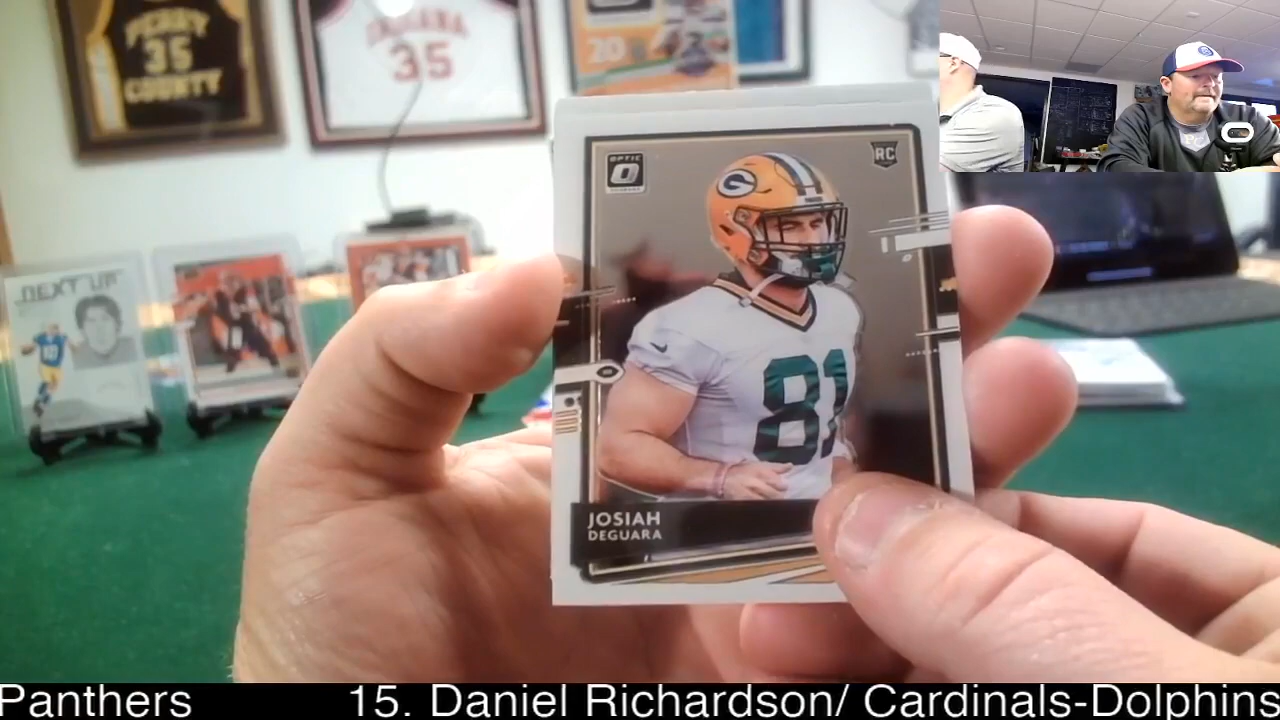 PERRY
35
COUNTY
INDIANA
35
20
NEXT UP
OPTIC
RC
81
JOSIAH
DEGUARA
Panthers 15. Daniel Richardson/ Cardinals-Dolphins